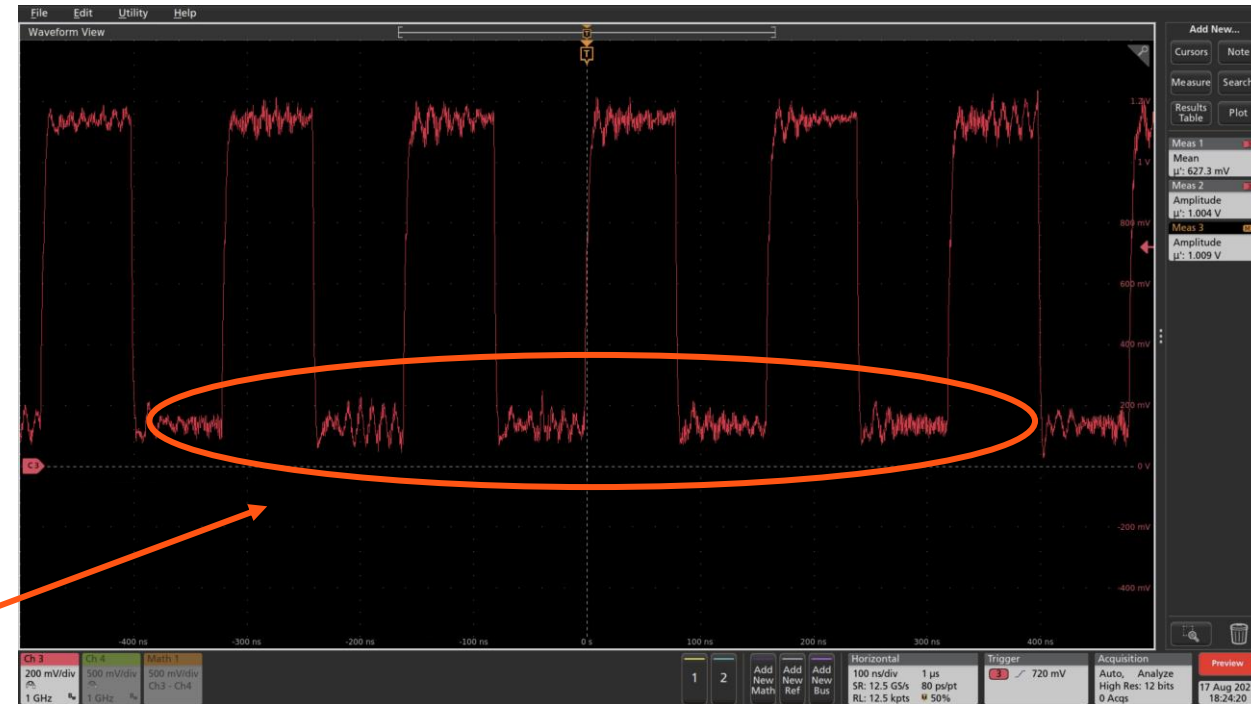 File Edit Utility Help
Waveform View
T
T
1.2 V
1 V
800 mV
600 mV
400 mV
200 mV
0 V
-200 mV
-400 mV
C3
-400 ns -300 ns -200 ns -100 ns 0 s 100 ns 200 ns 300 ns 400 ns
Add New...
Cursors Note
Measure Search
Results Table Plot
Meas 1
Mean
µ': 627.3 mV
Meas 2
Amplitude
µ': 1.004 V
Meas 3
Amplitude
µ': 1.009 V
Ch 3
200 mV/div
1 GHz
Ch 4
500 mV/div
1 GHz
Math 1
500 mV/div
Ch3 - Ch4
1
2
Add New Math
Add New Ref
Add New Bus
Horizontal
100 ns/div 1 µs
SR: 12.5 GS/s 80 ps/pt
RL: 12.5 kpts 50%
Trigger
3 720 mV
Acquisition
Auto, Analyze
High Res: 12 bits
0 Acqs
Preview
17 Aug 202
18:24:20